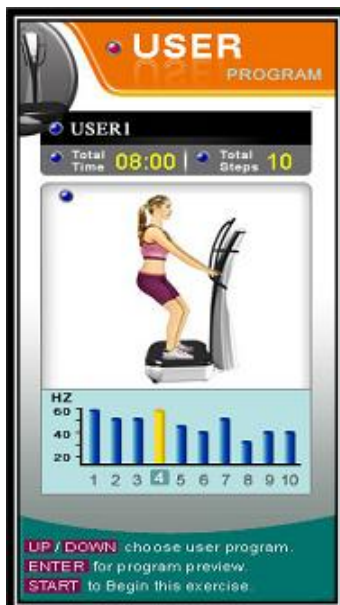 USER
PROGRAM
USER1
Total Time 08:00 Total Steps 10
HZ
60
40
20
1 2 3 4 5 6 7 8 9 10
UP / DOWN choose user program.
ENTER for program preview.
START to Begin this exercise.